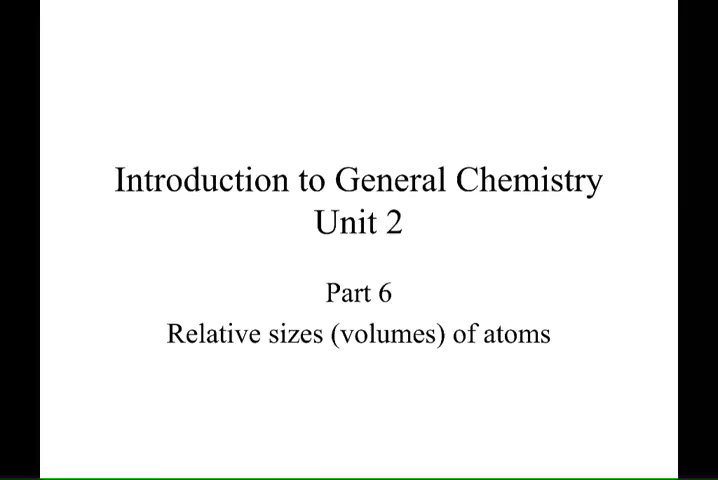 Introduction to General Chemistry
Unit 2
Part 6
Relative sizes (volumes) of atoms